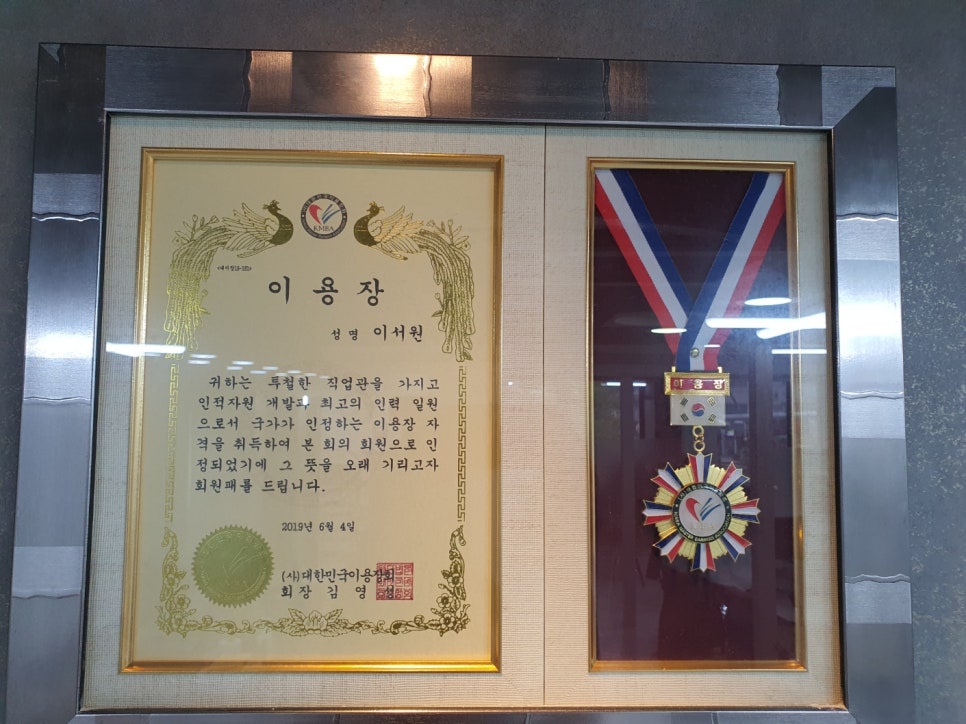 KMBA
이 용 장
성 명 이서원
귀하는 특철한 직업관을 가지고
인적자원 개발과 최고의 인력 일원
으로서 국가가 인정하는 이용장 자
격을 취득하여 본 회의 회원으로 인
정되었기에 그 뜻을 오래 기리고자
회원패를 드립니다.
2019년 6월 4일
(사)대한민국이용장회
회 장 김 영
이 용 장